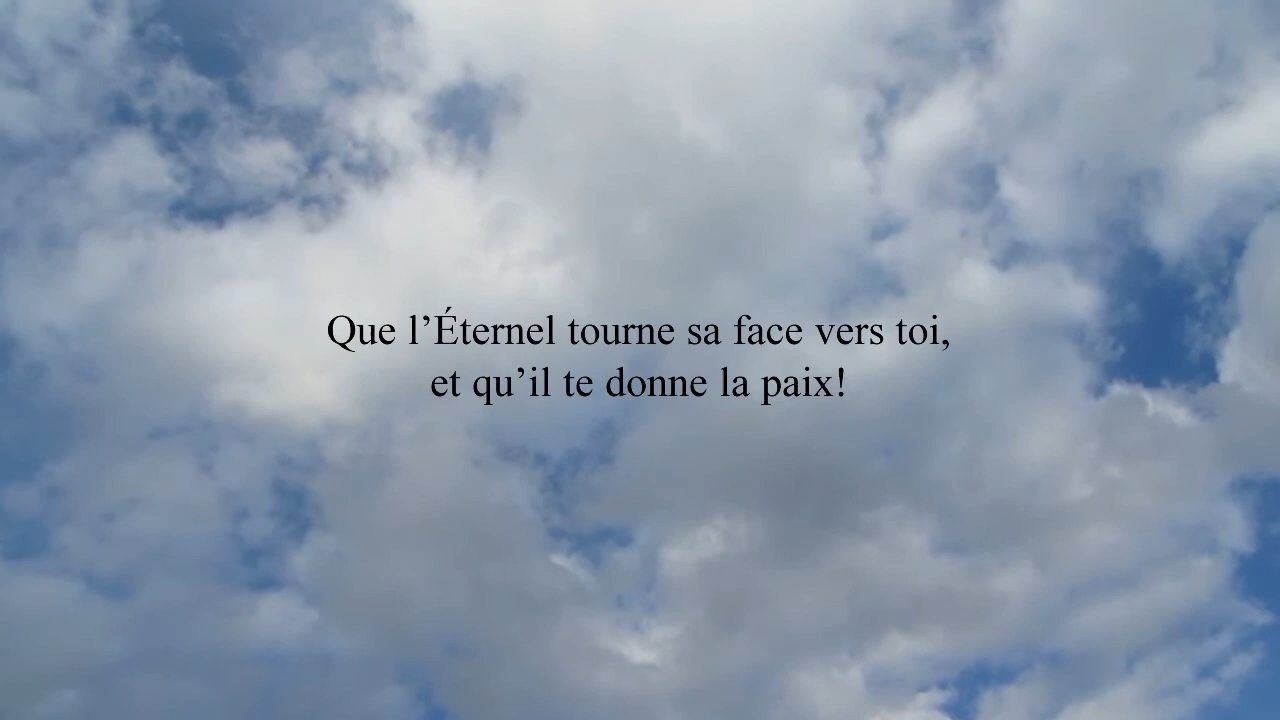 Que l’Éternel tourne sa face vers toi,
et qu’il te donne la paix!